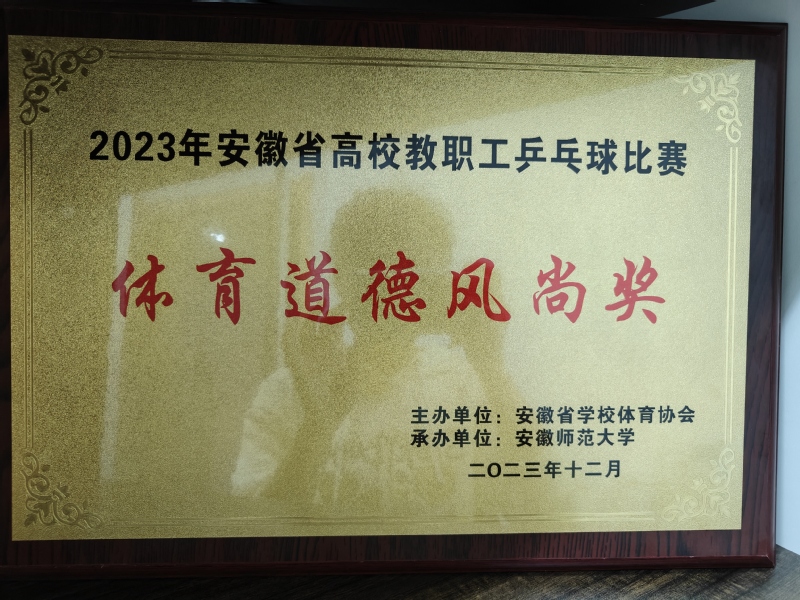 2023年安徽省高校教职工乒乓球比赛
体育道德风尚奖
主办单位：安徽省学校体育协会
承办单位：安徽师范大学
二〇二三年十二月